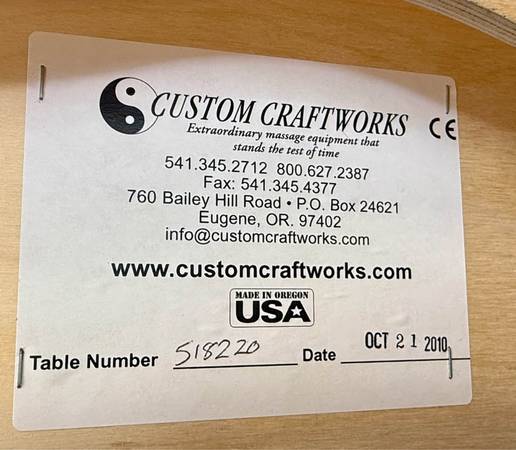 CUSTOM CRAFTWORKS CE
Extraordinary massage equipment that
stands the test of time
541.345.2712 800.627.2387
Fax: 541.345.4377
760 Bailey Hill Road • P.O. Box 24621
Eugene, OR. 97402
info@customcraftworks.com
www.customcraftworks.com
MADE IN OREGON
USA
Table Number 518220 Date OCT 21 2010